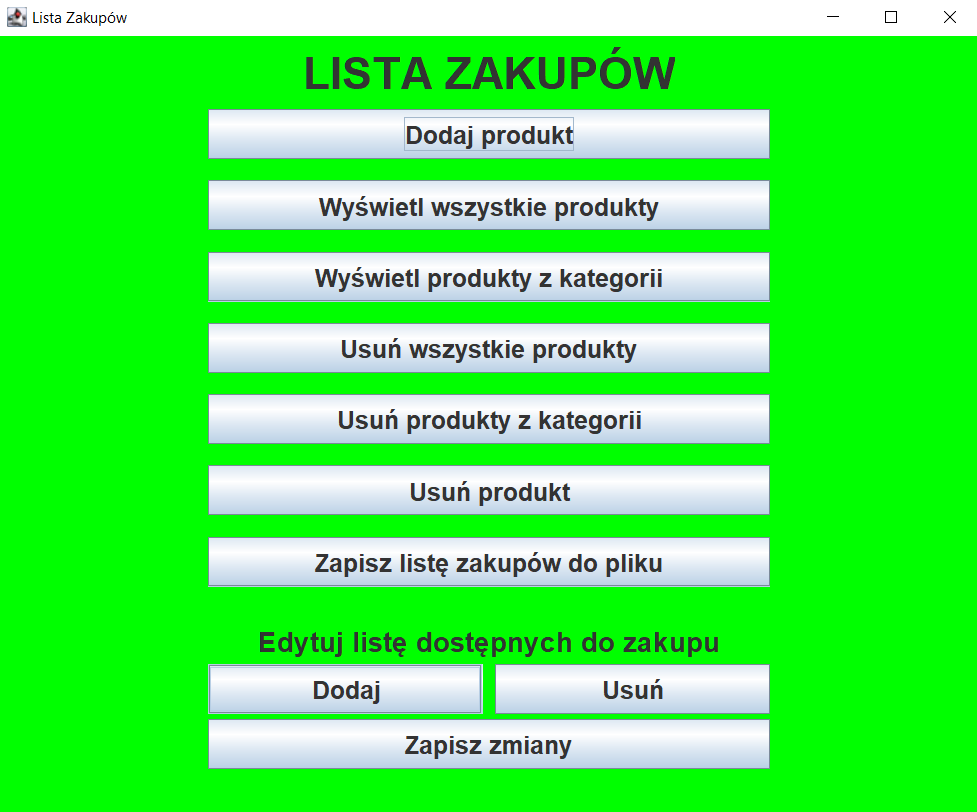 Lista Zakupów
LISTA ZAKUPÓW
Dodaj produkt
Wyświetl wszystkie produkty
Wyświetl produkty z kategorii
Usuń wszystkie produkty
Usuń produkty z kategorii
Usuń produkt
Zapisz listę zakupów do pliku
Edytuj listę dostępnych do zakupu
Dodaj
Usuń
Zapisz zmiany